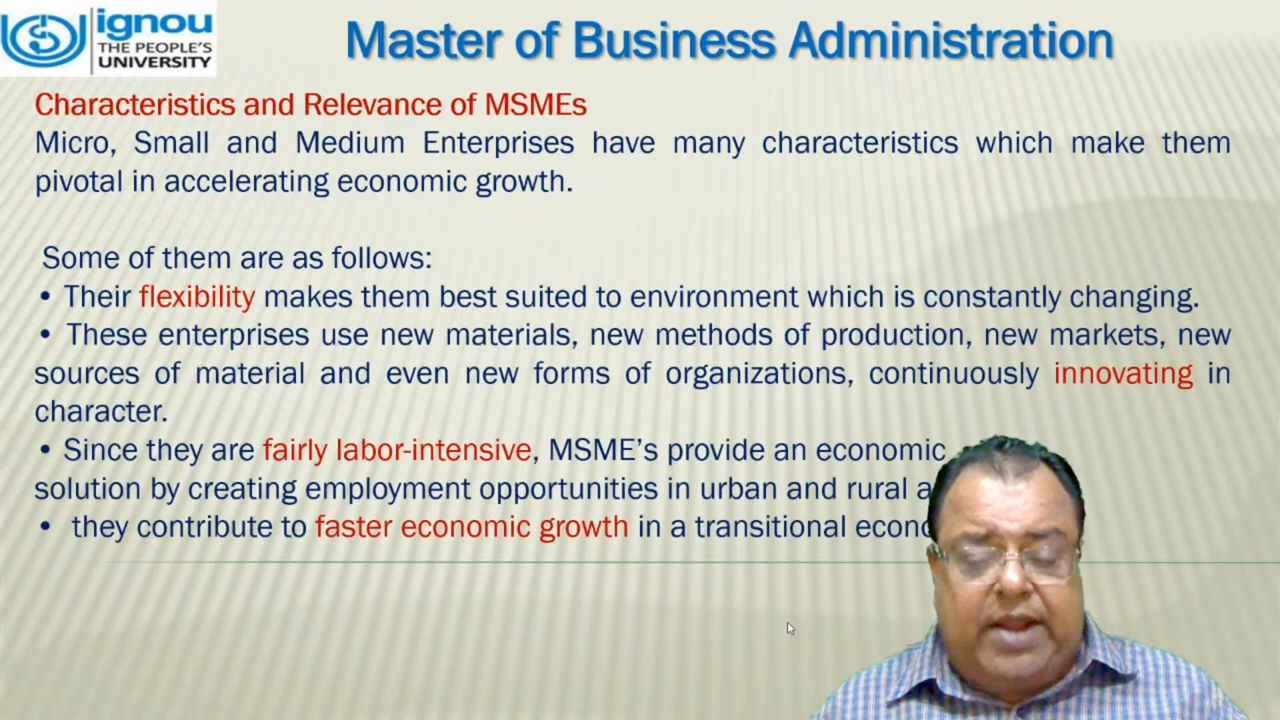 ignou
THE PEOPLE'S
UNIVERSITY
Master of Business Administration
Characteristics and Relevance of MSMEs
Micro, Small and Medium Enterprises have many characteristics which make them
pivotal in accelerating economic growth.
Some of them are as follows:
• Their flexibility makes them best suited to environment which is constantly changing.
• These enterprises use new materials, new methods of production, new markets, new
sources of material and even new forms of organizations, continuously innovating in
character.
• Since they are fairly labor-intensive, MSME’s provide an economic
solution by creating employment opportunities in urban and rural
• they contribute to faster economic growth in a transitional